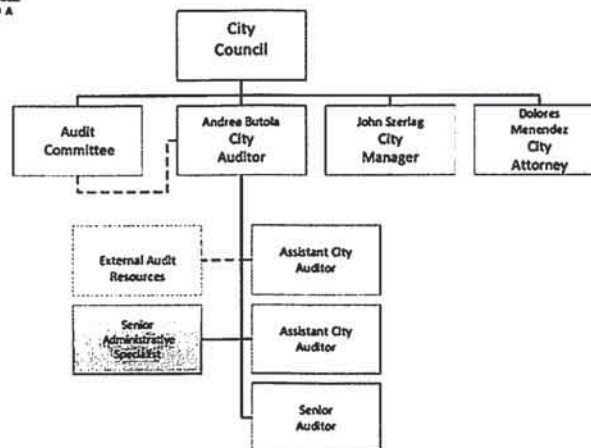 City
Council
Audit
Committee
Andrea Butola
City
Auditor
John Szerlag
City
Manager
Dolores
Menendez
City
Attorney
External Audit
Resources
Assistant City
Auditor
Senior
Administrative
Specialist
Assistant City
Auditor
Senior
Auditor